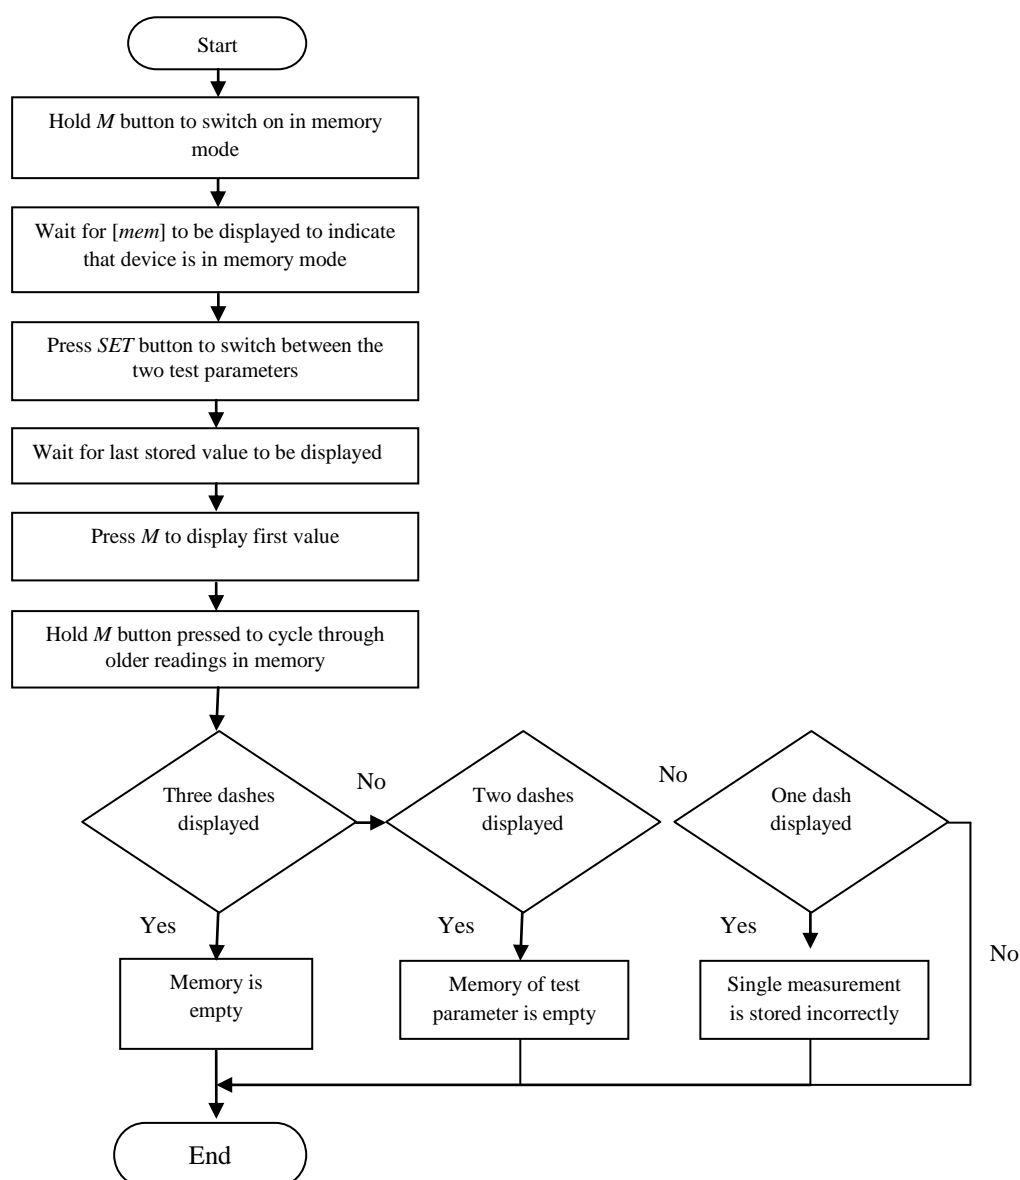 Start
Hold M button to switch on in memory
mode
Wait for [mem] to be displayed to indicate
that device is in memory mode
Press SET button to switch between the
two test parameters
Wait for last stored value to be displayed
Press M to display first value
Hold M button pressed to cycle through
older readings in memory
Three dashes
displayed
No
Two dashes
displayed
No
One dash
displayed
Yes
Yes
Yes
No
Memory is
empty
Memory of test
parameter is empty
Single measurement
is stored incorrectly
End